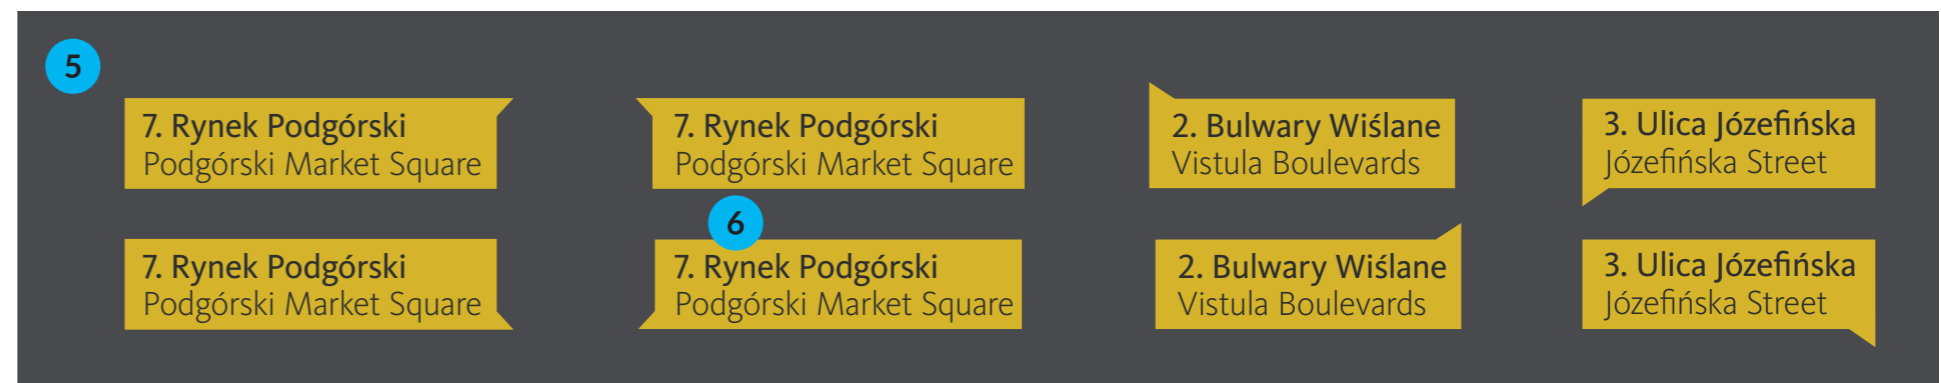 5
7. Rynek Podgórski
Podgórski Market Square
7. Rynek Podgórski
Podgórski Market Square
2. Bulwary Wiślane
Vistula Boulevards
3. Ulica Józefińska
Józefińska Street
6
7. Rynek Podgórski
Podgórski Market Square
7. Rynek Podgórski
Podgórski Market Square
2. Bulwary Wiślane
Vistula Boulevards
3. Ulica Józefińska
Józefińska Street